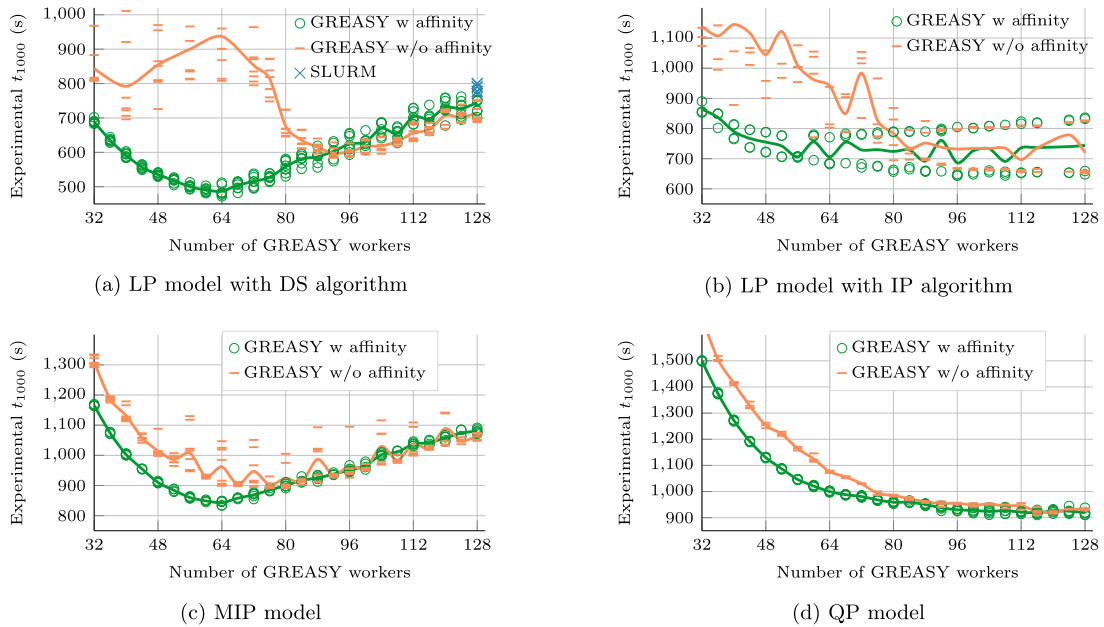 Experimental t1000 (s)
1,000
900
800
700
600
500
32 48 64 80 96 112 128
Number of GREASY workers
GREASY w affinity
GREASY w/o affinity
SLURM
(a) LP model with DS algorithm
Experimental t1000 (s)
1,100
1,000
900
800
700
600
32 48 64 80 96 112 128
Number of GREASY workers
GREASY w affinity
GREASY w/o affinity
(b) LP model with IP algorithm
Experimental t1000 (s)
1,300
1,200
1,100
1,000
900
800
32 48 64 80 96 112 128
Number of GREASY workers
GREASY w affinity
GREASY w/o affinity
(c) MIP model
Experimental t1000 (s)
1,500
1,400
1,300
1,200
1,100
1,000
900
32 48 64 80 96 112 128
Number of GREASY workers
GREASY w affinity
GREASY w/o affinity
(d) QP model